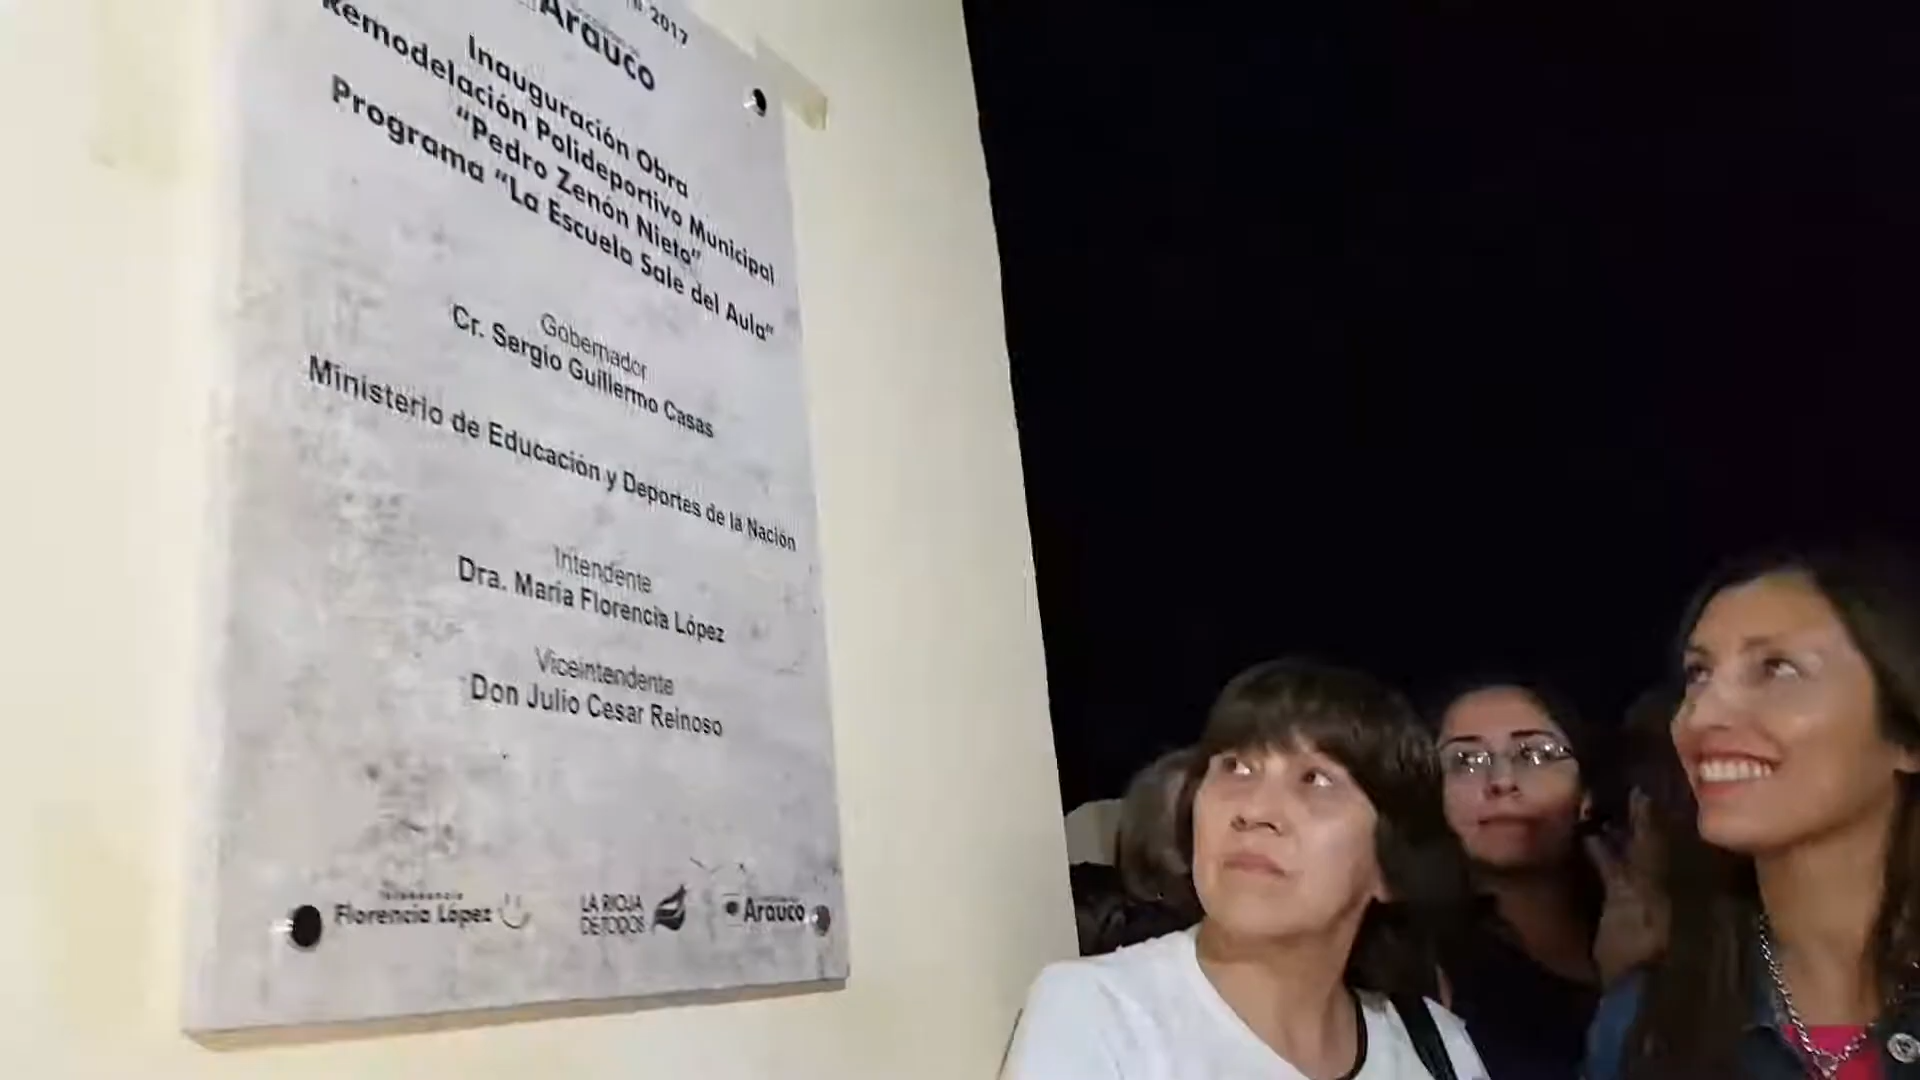 2017
Arauco
Inauguración Obra
Remodelación Polideportivo Municipal
“Pedro Zenón Nieto”
Programa “La Escuela Sale del Aula”
Gobernador
Cr. Sergio Guillermo Casas
Ministerio de Educación y Deportes de la Nación
Intendente
Dra. María Florencia López
Viceintendente
Don Julio Cesar Reinoso
Florencia López
LA RIOJA
DE TODOS
Arauco